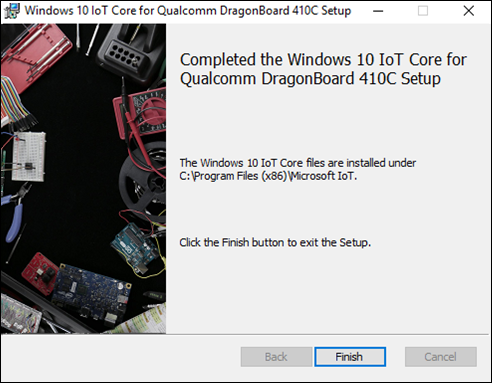 Windows 10 IoT Core for Qualcomm DragonBoard 410C Setup
Completed the Windows 10 IoT Core for
Qualcomm DragonBoard 410C Setup
The Windows 10 IoT Core files are installed under
C:\Program Files (x86)\Microsoft IoT.
Click the Finish button to exit the Setup.
Back
Finish
Cancel